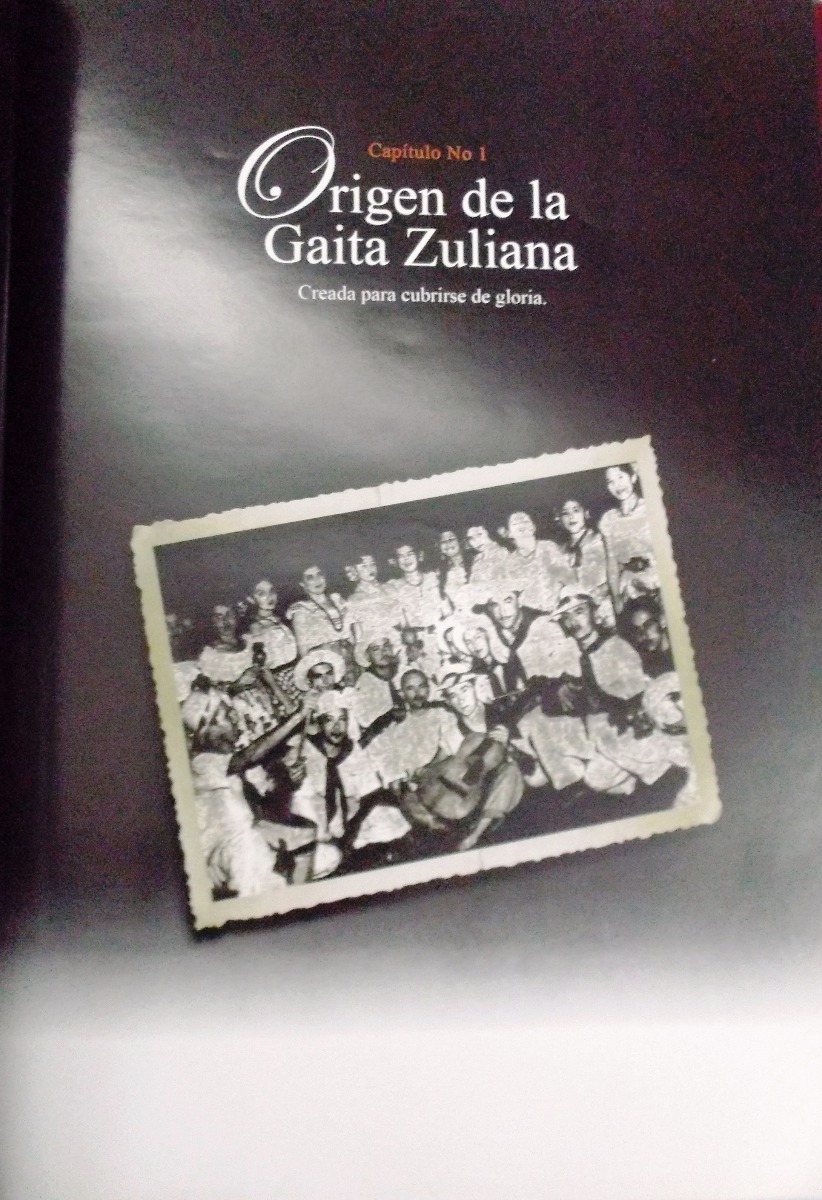 Capítulo No 1
Origen de la
Gaita Zuliana
Creada para cubrirse de gloria.